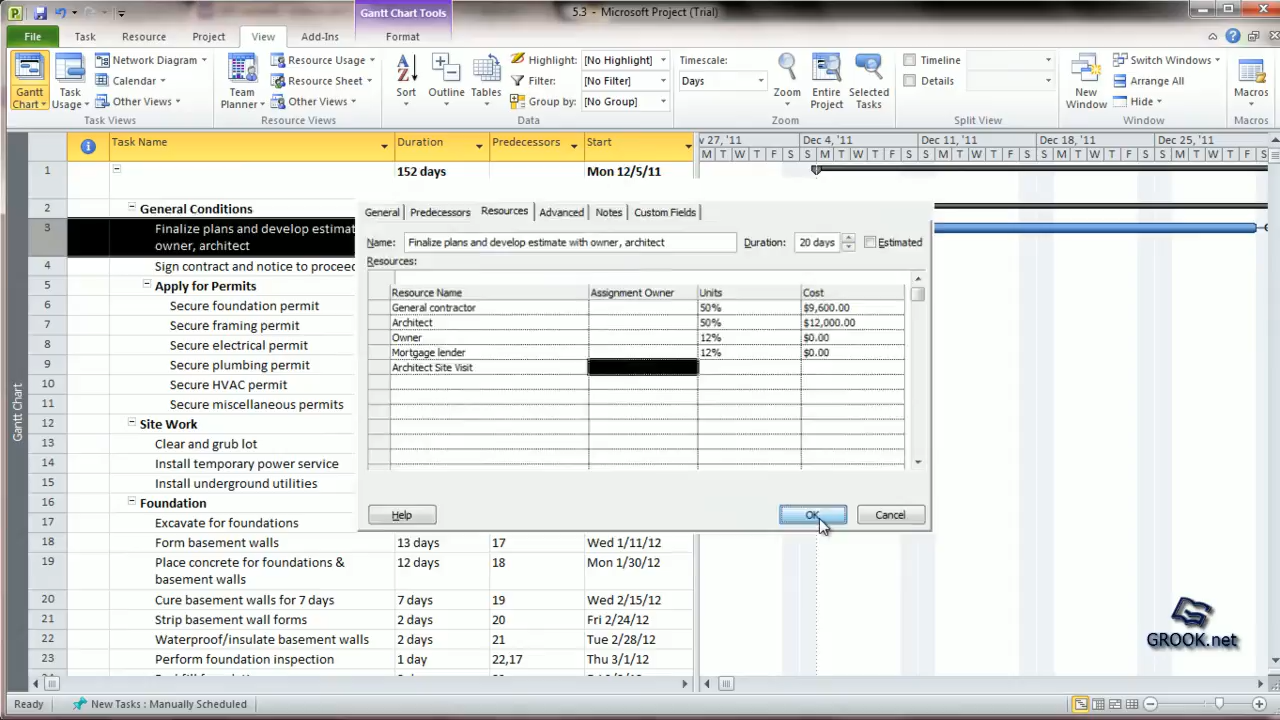 Gantt Chart Tools
5.3 - Microsoft Project (Trial)
File Task Resource Project View Add-Ins Format
Gantt Chart
Task Usage
Network Diagram
Calendar
Other Views
Task Views
Team Planner
Resource Usage
Resource Sheet
Other Views
Resource Views
Sort
Outline
Tables
Highlight: [No Highlight]
Filter: [No Filter]
Group by: [No Group]
Data
Timescale:
Days
Zoom
Entire Project
Selected Tasks
Zoom
Timeline
Details
Split View
New Window
Switch Windows
Arrange All
Hide
Window
Macros
Macros
Task Name Duration Predecessors Start
27, '11 Dec 4, '11 Dec 11, '11 Dec 18, '11 Dec 25, '11
M T W T F S S M T W T F S S M T W T F S S M T W T F S S M T W T F S
1 152 days Mon 12/5/11
2 General Conditions
3 Finalize plans and develop estimat
owner, architect
4 Sign contract and notice to proceed
5 Apply for Permits
6 Secure foundation permit
7 Secure framing permit
8 Secure electrical permit
9 Secure plumbing permit
10 Secure HVAC permit
11 Secure miscellaneous permits
12 Site Work
13 Clear and grub lot
14 Install temporary power service
15 Install underground utilities
16 Foundation
17 Excavate for foundations
18 Form basement walls 13 days 17 Wed 1/11/12
19 Place concrete for foundations & 12 days 18 Mon 1/30/12
basement walls
20 Cure basement walls for 7 days 7 days 19 Wed 2/15/12
21 Strip basement wall forms 2 days 20 Fri 2/24/12
22 Waterproof/insulate basement walls 2 days 21 Tue 2/28/12
23 Perform foundation inspection 1 day 22,17 Thu 3/1/12
Gantt Chart
General Predecessors Resources Advanced Notes Custom Fields
Name: Finalize plans and develop estimate with owner, architect Duration: 20 days Estimated
Resources:
Resource Name Assignment Owner Units Cost
General contractor 50% $9,600.00
Architect 50% $12,000.00
Owner 12% $0.00
Mortgage lender 12% $0.00
Architect Site Visit
Help OK Cancel
GROOK.net
Ready New Tasks : Manually Scheduled